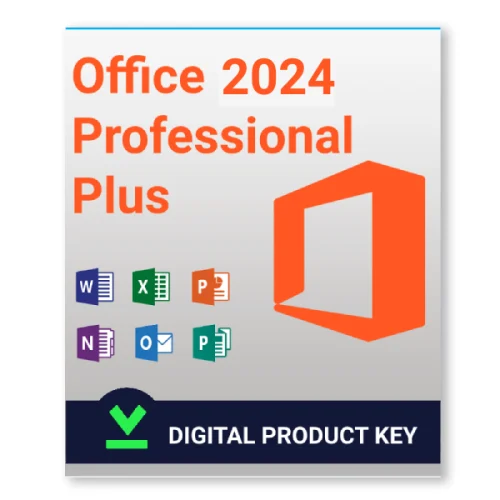 Office 2024
Professional
Plus
W X P
N O P
DIGITAL PRODUCT KEY